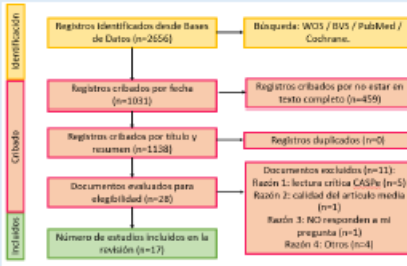 Identificación
Registros Identificados desde Bases
de Datos (n=2656)
Búsqueda: WOS / BVS / PubMed /
Cochrane.
Cribado
Registros cribados por fecha
(n=1031)
Registros cribados por no estar en
texto completo (n=459)
Registros cribados por título y
resumen (n=1138)
Registros duplicados (n=0)
Documentos evaluados para
elegibilidad (n=28)
Documentos excluidos (n=11):
Razón 1: lectura crítica CASPe (n=5)
Razón 2: calidad del articulo media
(n=1)
Razón 3: NO responden a mi
pregunta (n=1)
Razón 4: Otros (n=4)
Incluidos
Número de estudios incluidos en la
revisión (n=17)